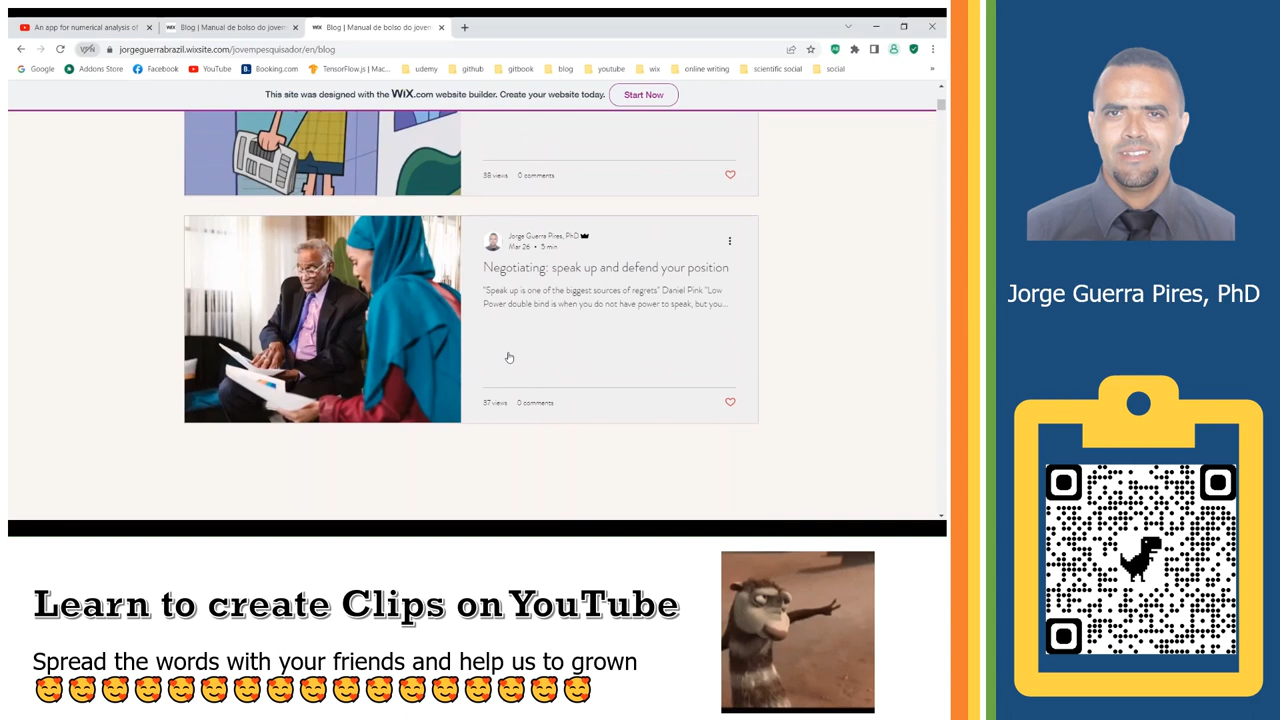 An app for numerical analysis of
Blog | Manual de bolso do jovem
Blog | Manual de bolso do jovem
VPN
jorgeguerrabrazil.wixsite.com/jovempesquisador/en/blog
Google Addons Store Facebook YouTube Booking.com TensorFlow.js | Mac... udemy github gitbook blog youtube wix online writing scientific social social »
This site was designed with the WiX.com website builder. Create your website today. Start Now
38 views 0 comments
Jorge Guerra Pires, PhD
Mar 26 • 5 min
Negotiating: speak up and defend your position
"Speak up is one of the biggest sources of regrets" Daniel Pink "Low
Power double bind is when you do not have power to speak, but you...
37 views 0 comments
Jorge Guerra Pires, PhD
Learn to create Clips on YouTube
Spread the words with your friends and help us to grown
🥰🥰🥰🥰🥰🥰🥰🥰🥰🥰🥰🥰🥰🥰🥰🥰🥰